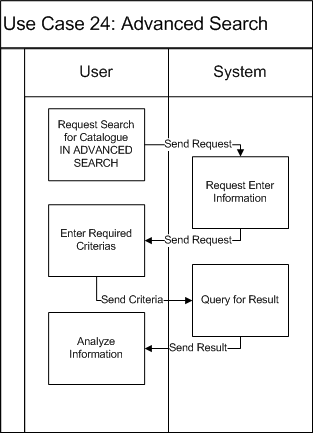 Use Case 24: Advanced Search
User
System
Request Search
for Catalogue
IN ADVANCED
SEARCH
Send Request
Request Enter
Information
Send Request
Enter Required
Criterias
Send Criteria
Query for Result
Send Result
Analyze
Information